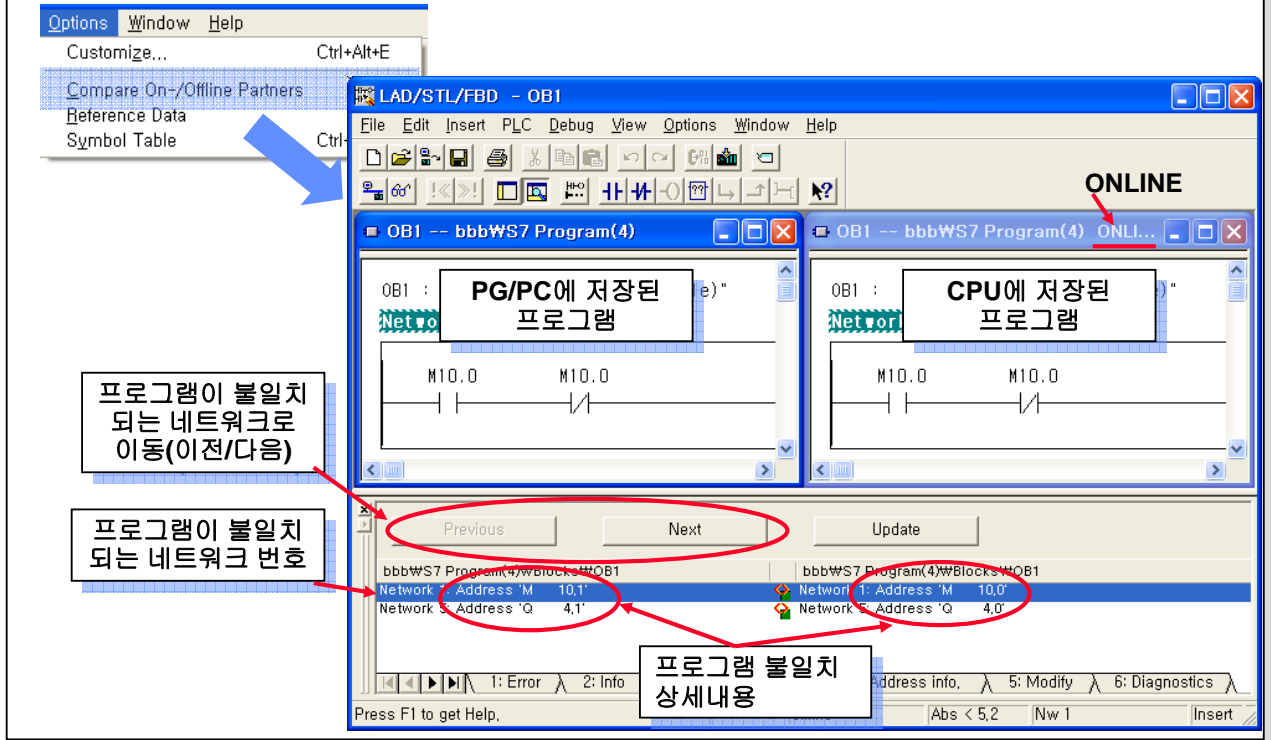 Options Window Help
Customize... Ctrl+Alt+E
Compare On-/Offline Partners
Reference Data
Symbol Table Ctrl+
LAD/STL/FBD - OB1
File Edit Insert PLC Debug View Options Window Help
ONLINE
OB1 -- bbb₩S7 Program(4)
OB1 -- bbb₩S7 Program(4) ONLI...
OB1 : e)"
PG/PC에 저장된
프로그램
OB1 : )"
CPU에 저장된
프로그램
M10.0 M10.0
M10.0 M10.0
프로그램이 불일치
되는 네트워크로
이동(이전/다음)
프로그램이 불일치
되는 네트워크 번호
Previous Next Update
bbb₩S7 Program(4)₩Blocks₩OB1 bbb₩S7 Program(4)₩Blocks₩OB1
Network 1: Address 'M 10,1' Network 1: Address 'M 10,0'
Network 5: Address 'Q 4,1' Network 5: Address 'Q 4,0'
프로그램 불일치
상세내용
1: Error 2: Info Address info, 5: Modify 6: Diagnostics
Press F1 to get Help, Abs < 5,2 Nw 1 Insert